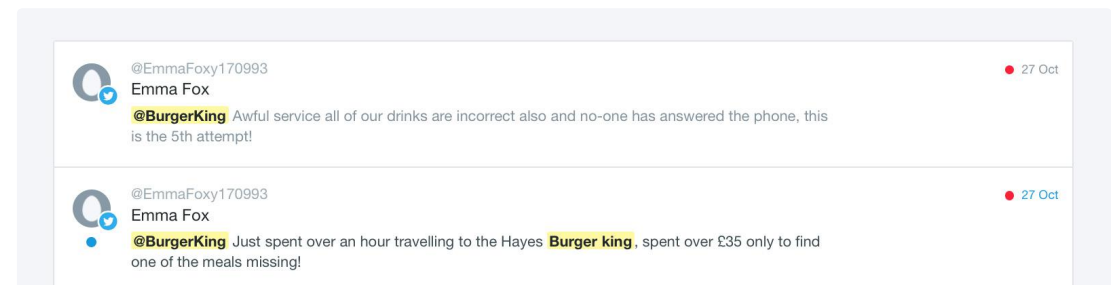 @EmmaFoxy170993
27 Oct
Emma Fox
@BurgerKing Awful service all of our drinks are incorrect also and no-one has answered the phone, this
is the 5th attempt!
@EmmaFoxy170993
27 Oct
Emma Fox
@BurgerKing Just spent over an hour travelling to the Hayes Burger king, spent over £35 only to find
one of the meals missing!